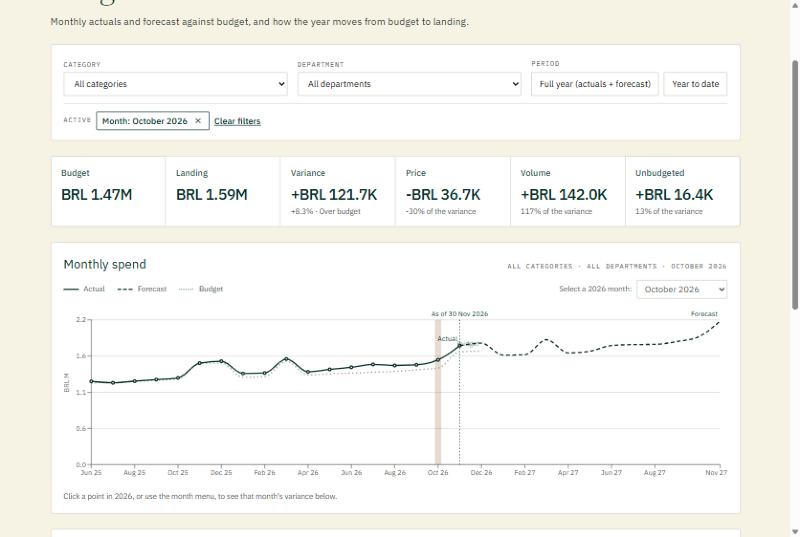 Monthly actuals and forecast against budget, and how the year moves from budget to landing.
CATEGORY
DEPARTMENT
PERIOD
All categories
All departments
Full year (actuals + forecast)
Year to date
ACTIVE
Month: October 2026 ✕
Clear filters
Budget
BRL 1.47M
Landing
BRL 1.59M
Variance
+BRL 121.7K
+8.3% · Over budget
Price
-BRL 36.7K
-30% of the variance
Volume
+BRL 142.0K
117% of the variance
Unbudgeted
+BRL 16.4K
13% of the variance
Monthly spend
ALL CATEGORIES · ALL DEPARTMENTS · OCTOBER 2026
Actual
Forecast
Budget
Select a 2026 month:
October 2026
As of 30 Nov 2026
Forecast
Actual
2.2
1.6
1.1
0.6
0.0
BRL M
Jun 25
Aug 25
Oct 25
Dec 25
Feb 26
Apr 26
Jun 26
Aug 26
Oct 26
Dec 26
Feb 27
Apr 27
Jun 27
Aug 27
Nov 27
Click a point in 2026, or use the month menu, to see that month's variance below.